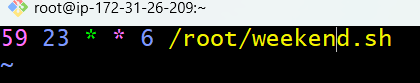 root@ip-172-31-26-209:~
59 23 * * 6 /root/weekend.sh
~